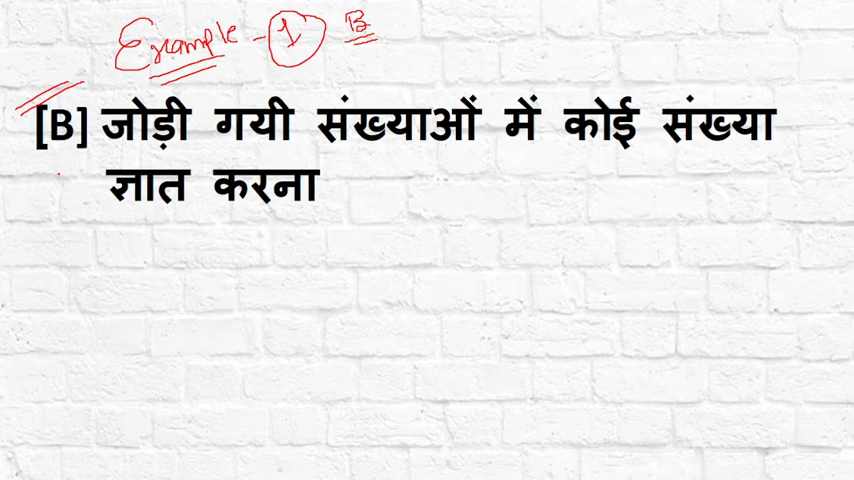 Example - 1 B
[B] जोड़ी गयी संख्याओं में कोई संख्या
ज्ञात करना